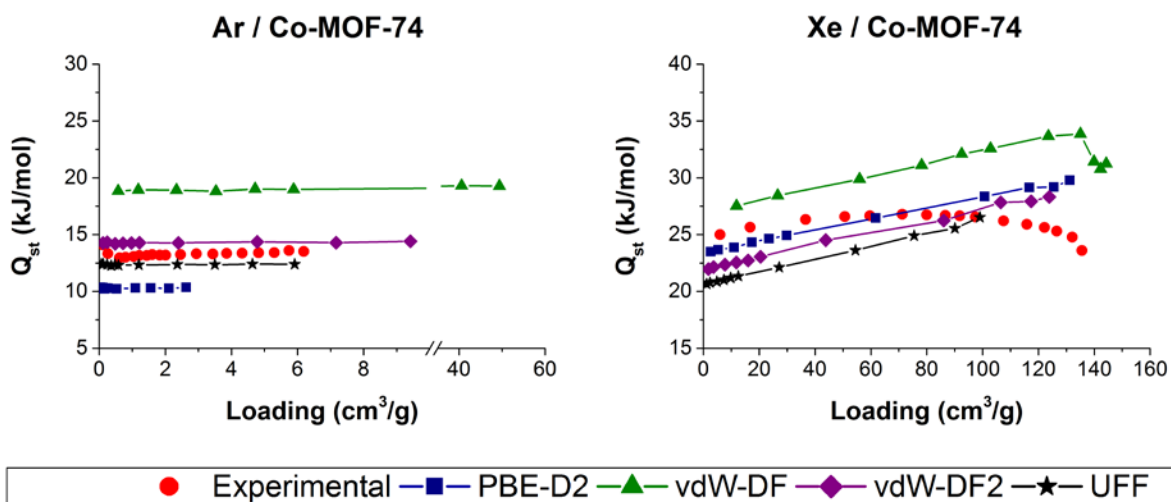 Ar / Co-MOF-74
30
25
20
15
10
5
Q_st (kJ/mol)
0 2 4 6 8 40 60
Loading (cm³/g)
Xe / Co-MOF-74
40
35
30
25
20
15
Q_st (kJ/mol)
0 20 40 60 80 100 120 140 160
Loading (cm³/g)
Experimental PBE-D2 vdW-DF vdW-DF2 UFF